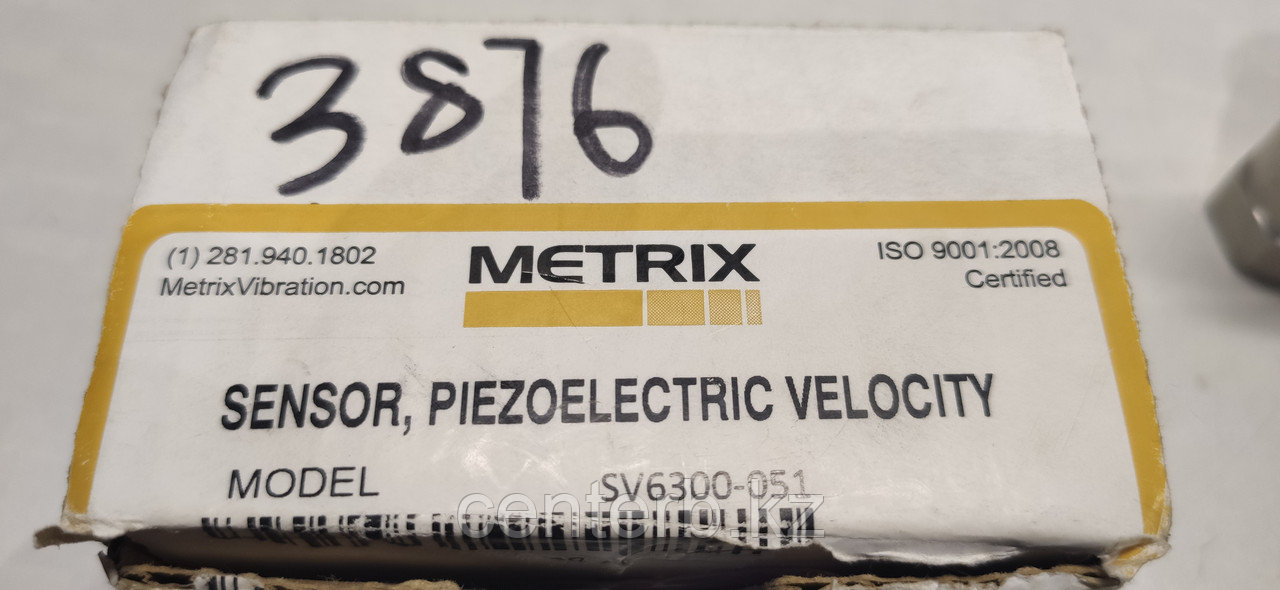 3876
(1) 281.940.1802
MetrixVibration.com
METRIX
ISO 9001:2008
Certified
SENSOR, PIEZOELECTRIC VELOCITY
MODEL SV6300-051
centerp.kz